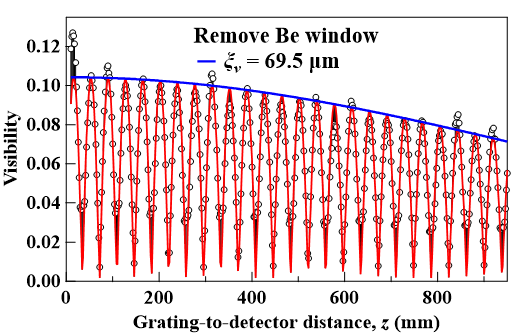 Remove Be window
ξv = 69.5 μm
0.12
0.10
0.08
0.06
0.04
0.02
0.00
Visibility
0 200 400 600 800
Grating-to-detector distance, z (mm)